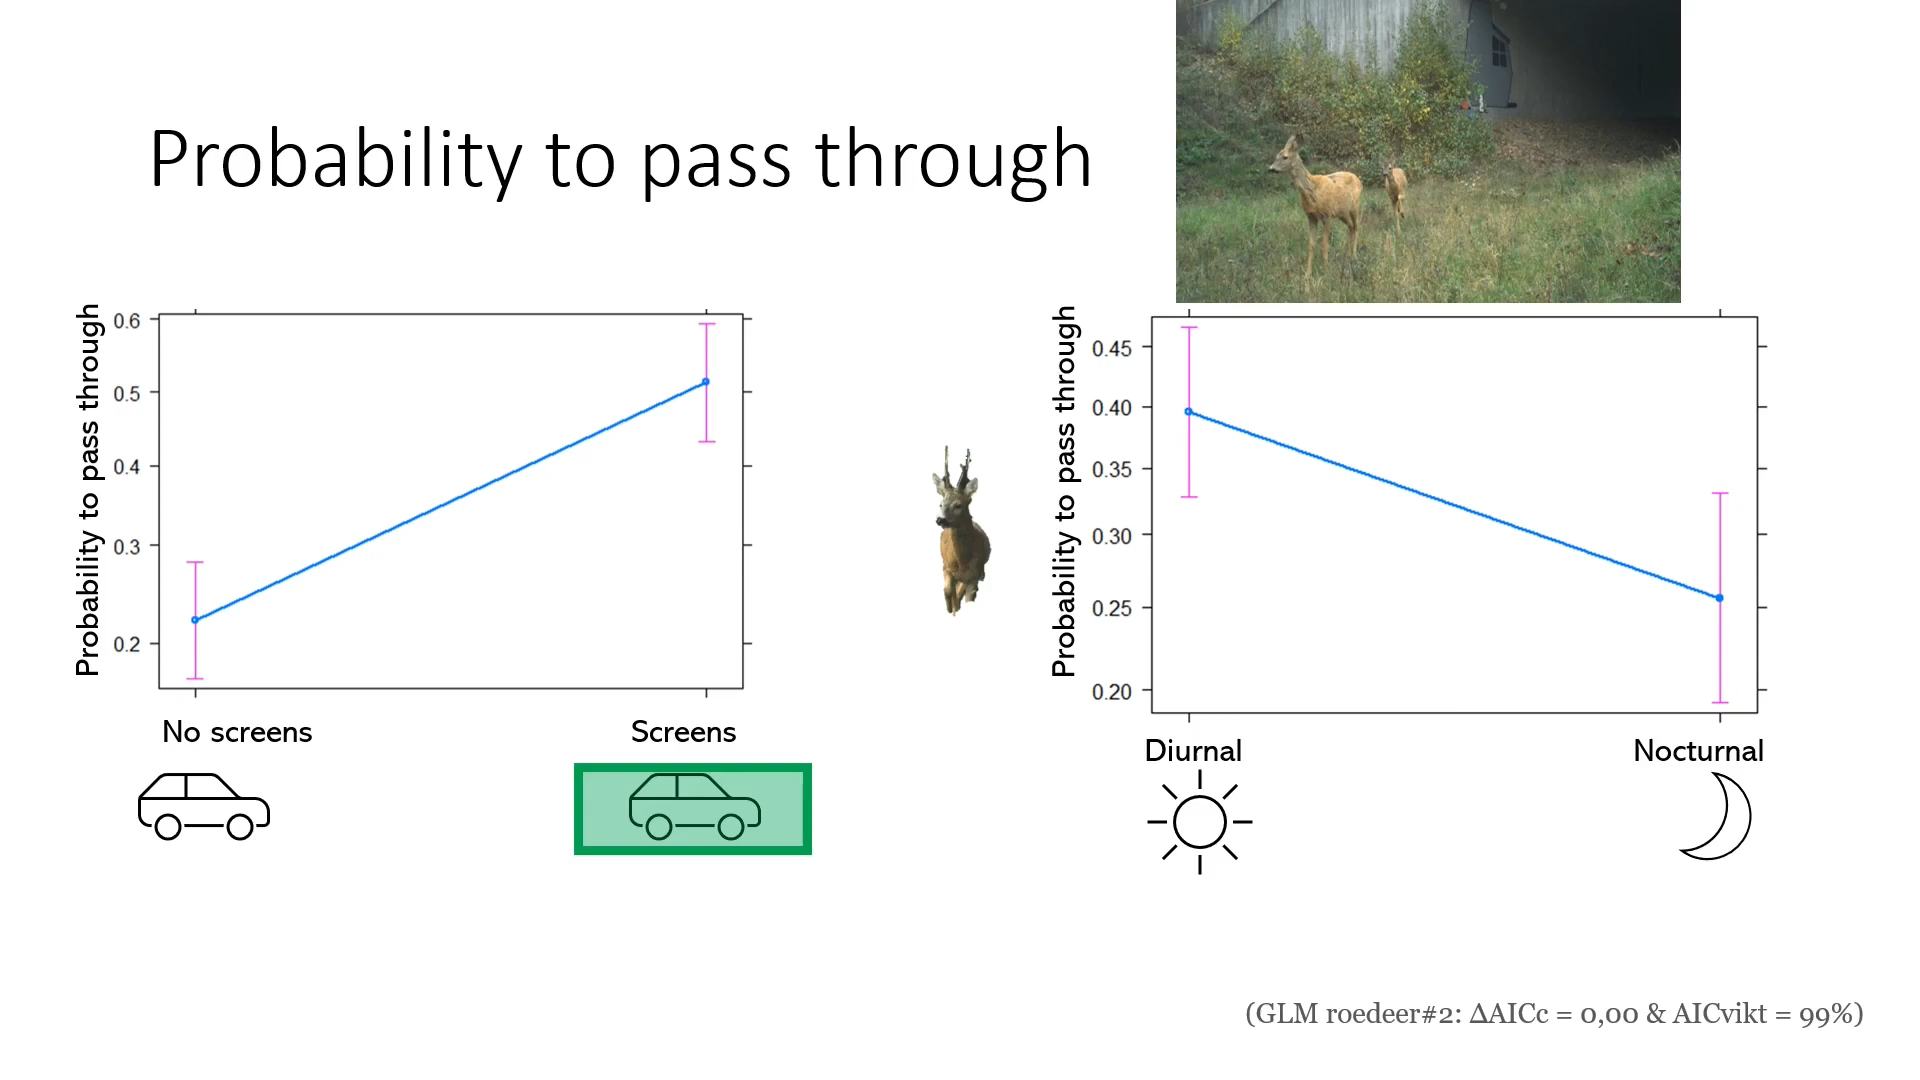 Probability to pass through
Probability to pass through
0.6
0.5
0.4
0.3
0.2
No screens
Screens
Probability to pass through
0.45
0.40
0.35
0.30
0.25
0.20
Diurnal
Nocturnal
(GLM roedeer#2: ΔAICc = 0,00 & AICvikt = 99%)